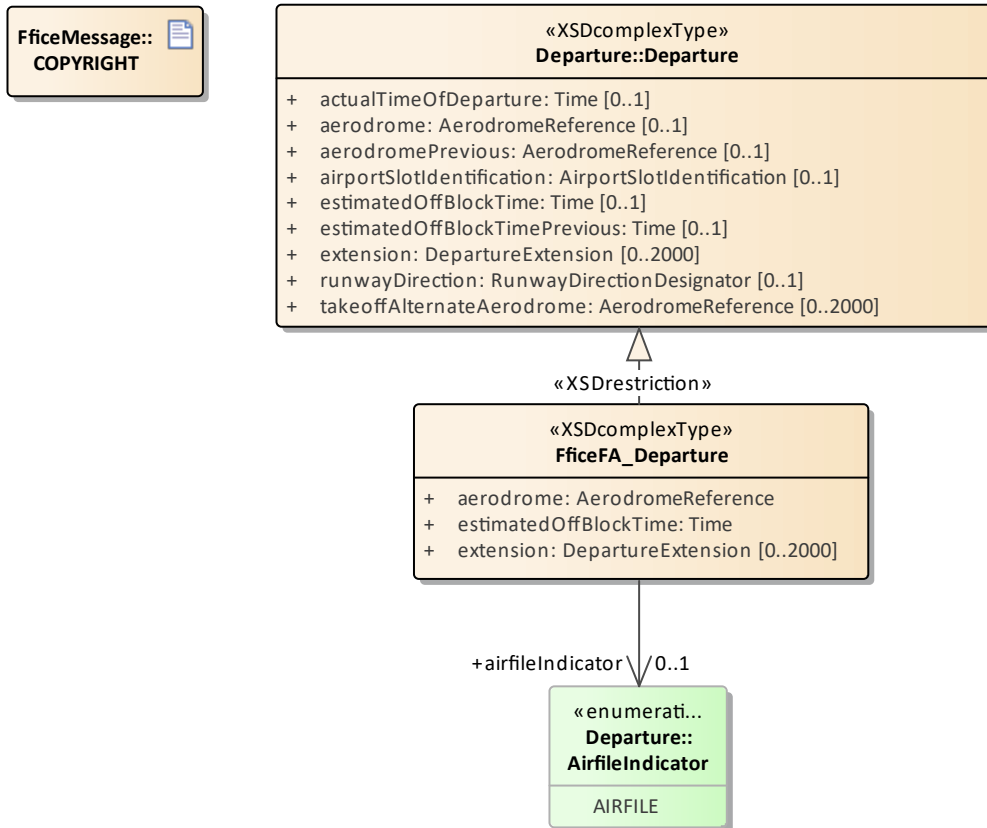 FficeMessage::
COPYRIGHT
«XSDcomplexType»
Departure::Departure
+ actualTimeOfDeparture: Time [0..1]
+ aerodrome: AerodromeReference [0..1]
+ aerodromePrevious: AerodromeReference [0..1]
+ airportSlotIdentification: AirportSlotIdentification [0..1]
+ estimatedOffBlockTime: Time [0..1]
+ estimatedOffBlockTimePrevious: Time [0..1]
+ extension: DepartureExtension [0..2000]
+ runwayDirection: RunwayDirectionDesignator [0..1]
+ takeoffAlternateAerodrome: AerodromeReference [0..2000]
«XSDrestriction»
«XSDcomplexType»
FficeFA_Departure
+ aerodrome: AerodromeReference
+ estimatedOffBlockTime: Time
+ extension: DepartureExtension [0..2000]
+airfileIndicator 0..1
«enumerati...
Departure::
AirfileIndicator
AIRFILE